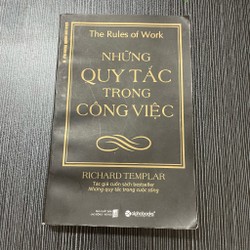 The Rules of Work
NHỮNG
QUY TẮC
TRONG
CÔNG VIỆC
RICHARD TEMPLAR
Tác giả cuốn sách bestseller
Những quy tắc trong cuộc sống
alphabooks